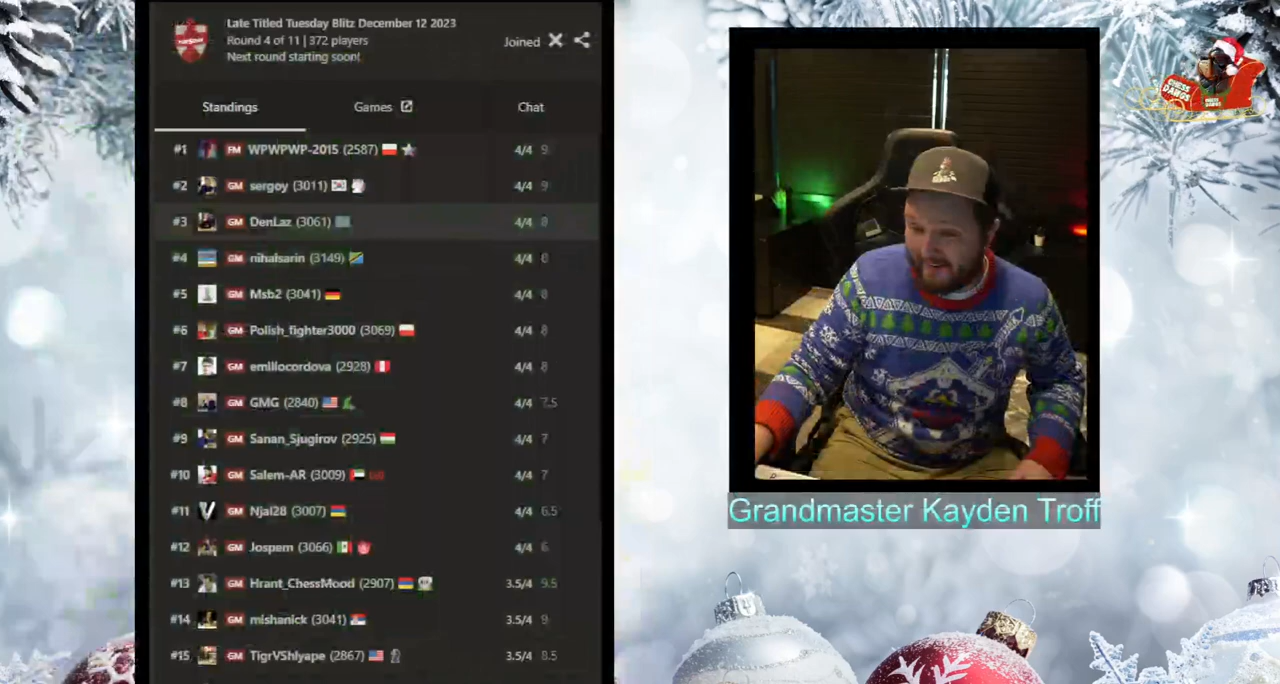 Late Titled Tuesday Blitz December 12 2023
Round 4 of 11 | 372 players
Next round starting soon!
Joined
Standings Games Chat
#1 FM WPWPWP-2015 (2587) 4/4 9
#2 GM sergoy (3011) 4/4 9
#3 GM DenLaz (3061) 4/4 8
#4 GM nihalsarin (3149) 4/4 8
#5 GM Msb2 (3041) 4/4 8
#6 GM Polish_fighter3000 (3069) 4/4 8
#7 GM emiliocordova (2928) 4/4 8
#8 GM GMG (2840) 4/4 7.5
#9 GM Sanan_Sjugirov (2925) 4/4 7
#10 GM Salem-AR (3009) 4/4 7
#11 GM Njal28 (3007) 4/4 6.5
#12 GM Jospem (3066) 4/4 6
#13 GM Hrant_ChessMood (2907) 3.5/4 9.5
#14 GM mishanick (3041) 3.5/4 9
#15 GM TigrVShlyape (2867) 3.5/4 8.5
CHESS
DAWGS
Grandmaster Kayden Troff